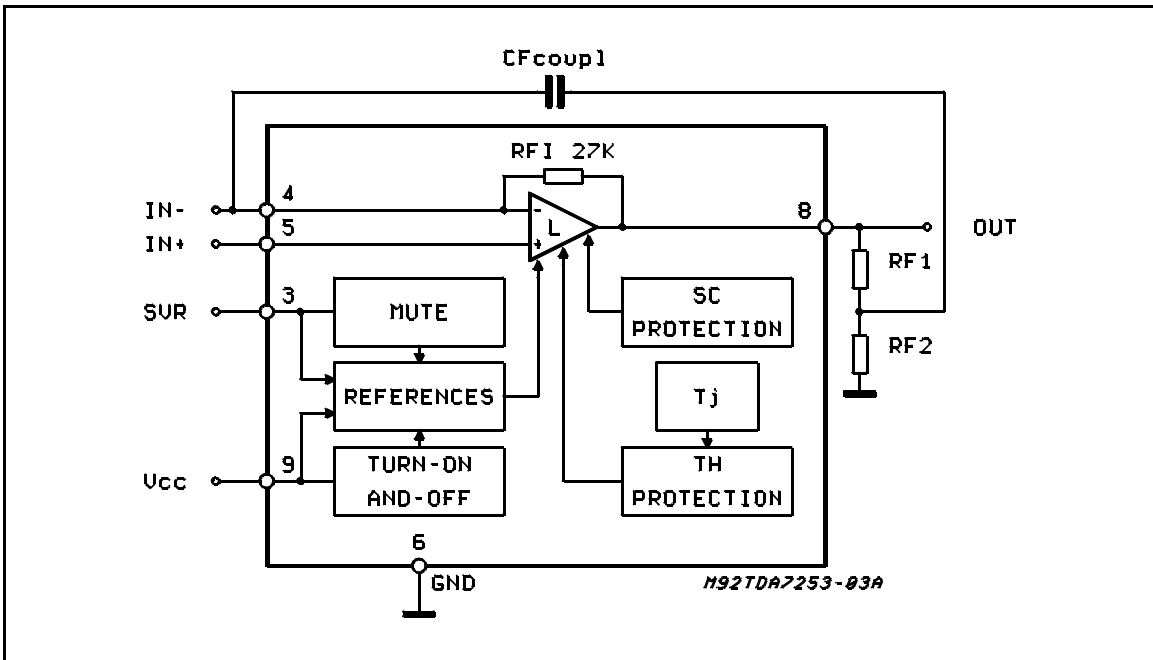 CFcoupl
RFI 27K
IN-
4
8
OUT
IN+
5
L
-
+
RF1
SVR
3
MUTE
SC
PROTECTION
RF2
REFERENCES
Tj
Vcc
9
TURN-ON
AND-OFF
TH
PROTECTION
6
GND
M92TDA7253-03A